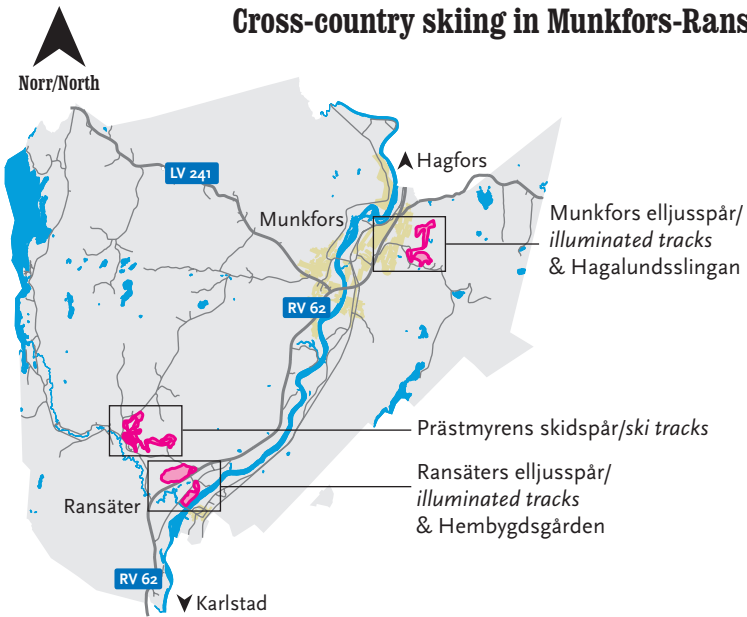 Cross-country skiing in Munkfors-Rans
Norr/North
Hagfors
LV 241
Munkfors
Munkfors elljusspår/
illuminated tracks
& Hagalundsslingan
RV 62
Prästmyrens skidspår/ski tracks
Ransäters elljusspår/
illuminated tracks
& Hembygdsgården
Ransäter
RV 62
Karlstad